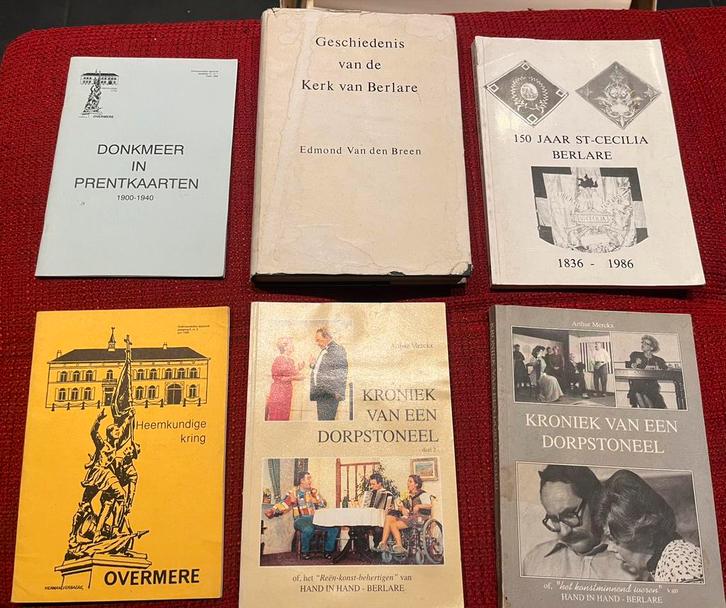 OVERMERE
DONKMEER
IN
PRENTKAARTEN
1900-1940
Geschiedenis
van de
Kerk van Berlare
Edmond Van den Breen
150 JAAR ST-CECILIA
BERLARE
1836 - 1986
Heemkundige
kring
OVERMERE
Arthur Merckx
KRONIEK
VAN EEN
DORPSTONEEL
deel 2
of, het "Reën-konst-behertigen" van
HAND IN HAND - BERLARE
Arthur Merckx
KRONIEK VAN EEN
DORPSTONEEL
of, "het konstminnend iveren" van
HAND IN HAND - BERLARE